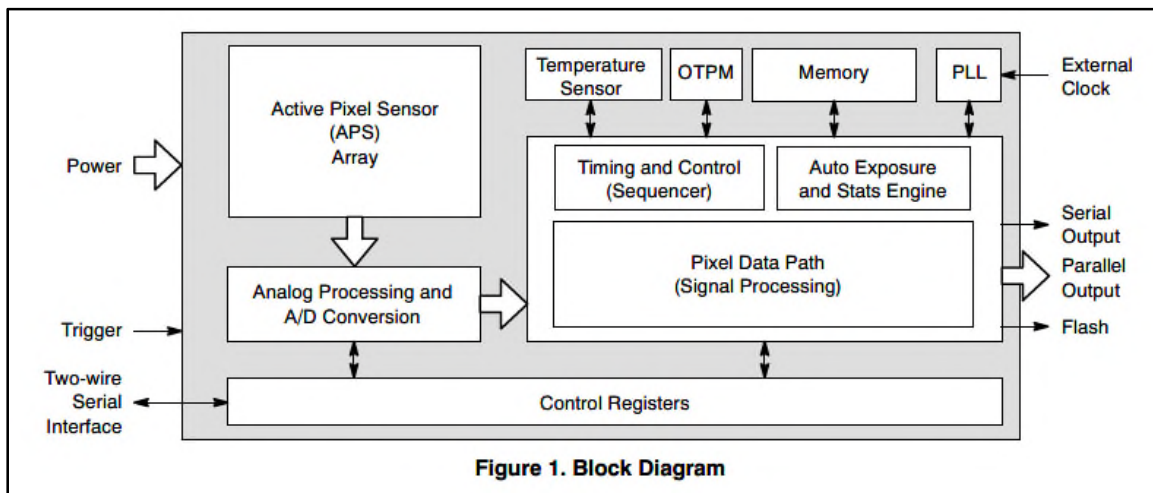 Active Pixel Sensor
(APS)
Array
Temperature
Sensor
OTPM
Memory
PLL
External
Clock
Power
Timing and Control
(Sequencer)
Auto Exposure
and Stats Engine
Serial
Output
Pixel Data Path
(Signal Processing)
Parallel
Output
Analog Processing and
A/D Conversion
Trigger
Flash
Two-wire
Serial
Interface
Control Registers
Figure 1. Block Diagram